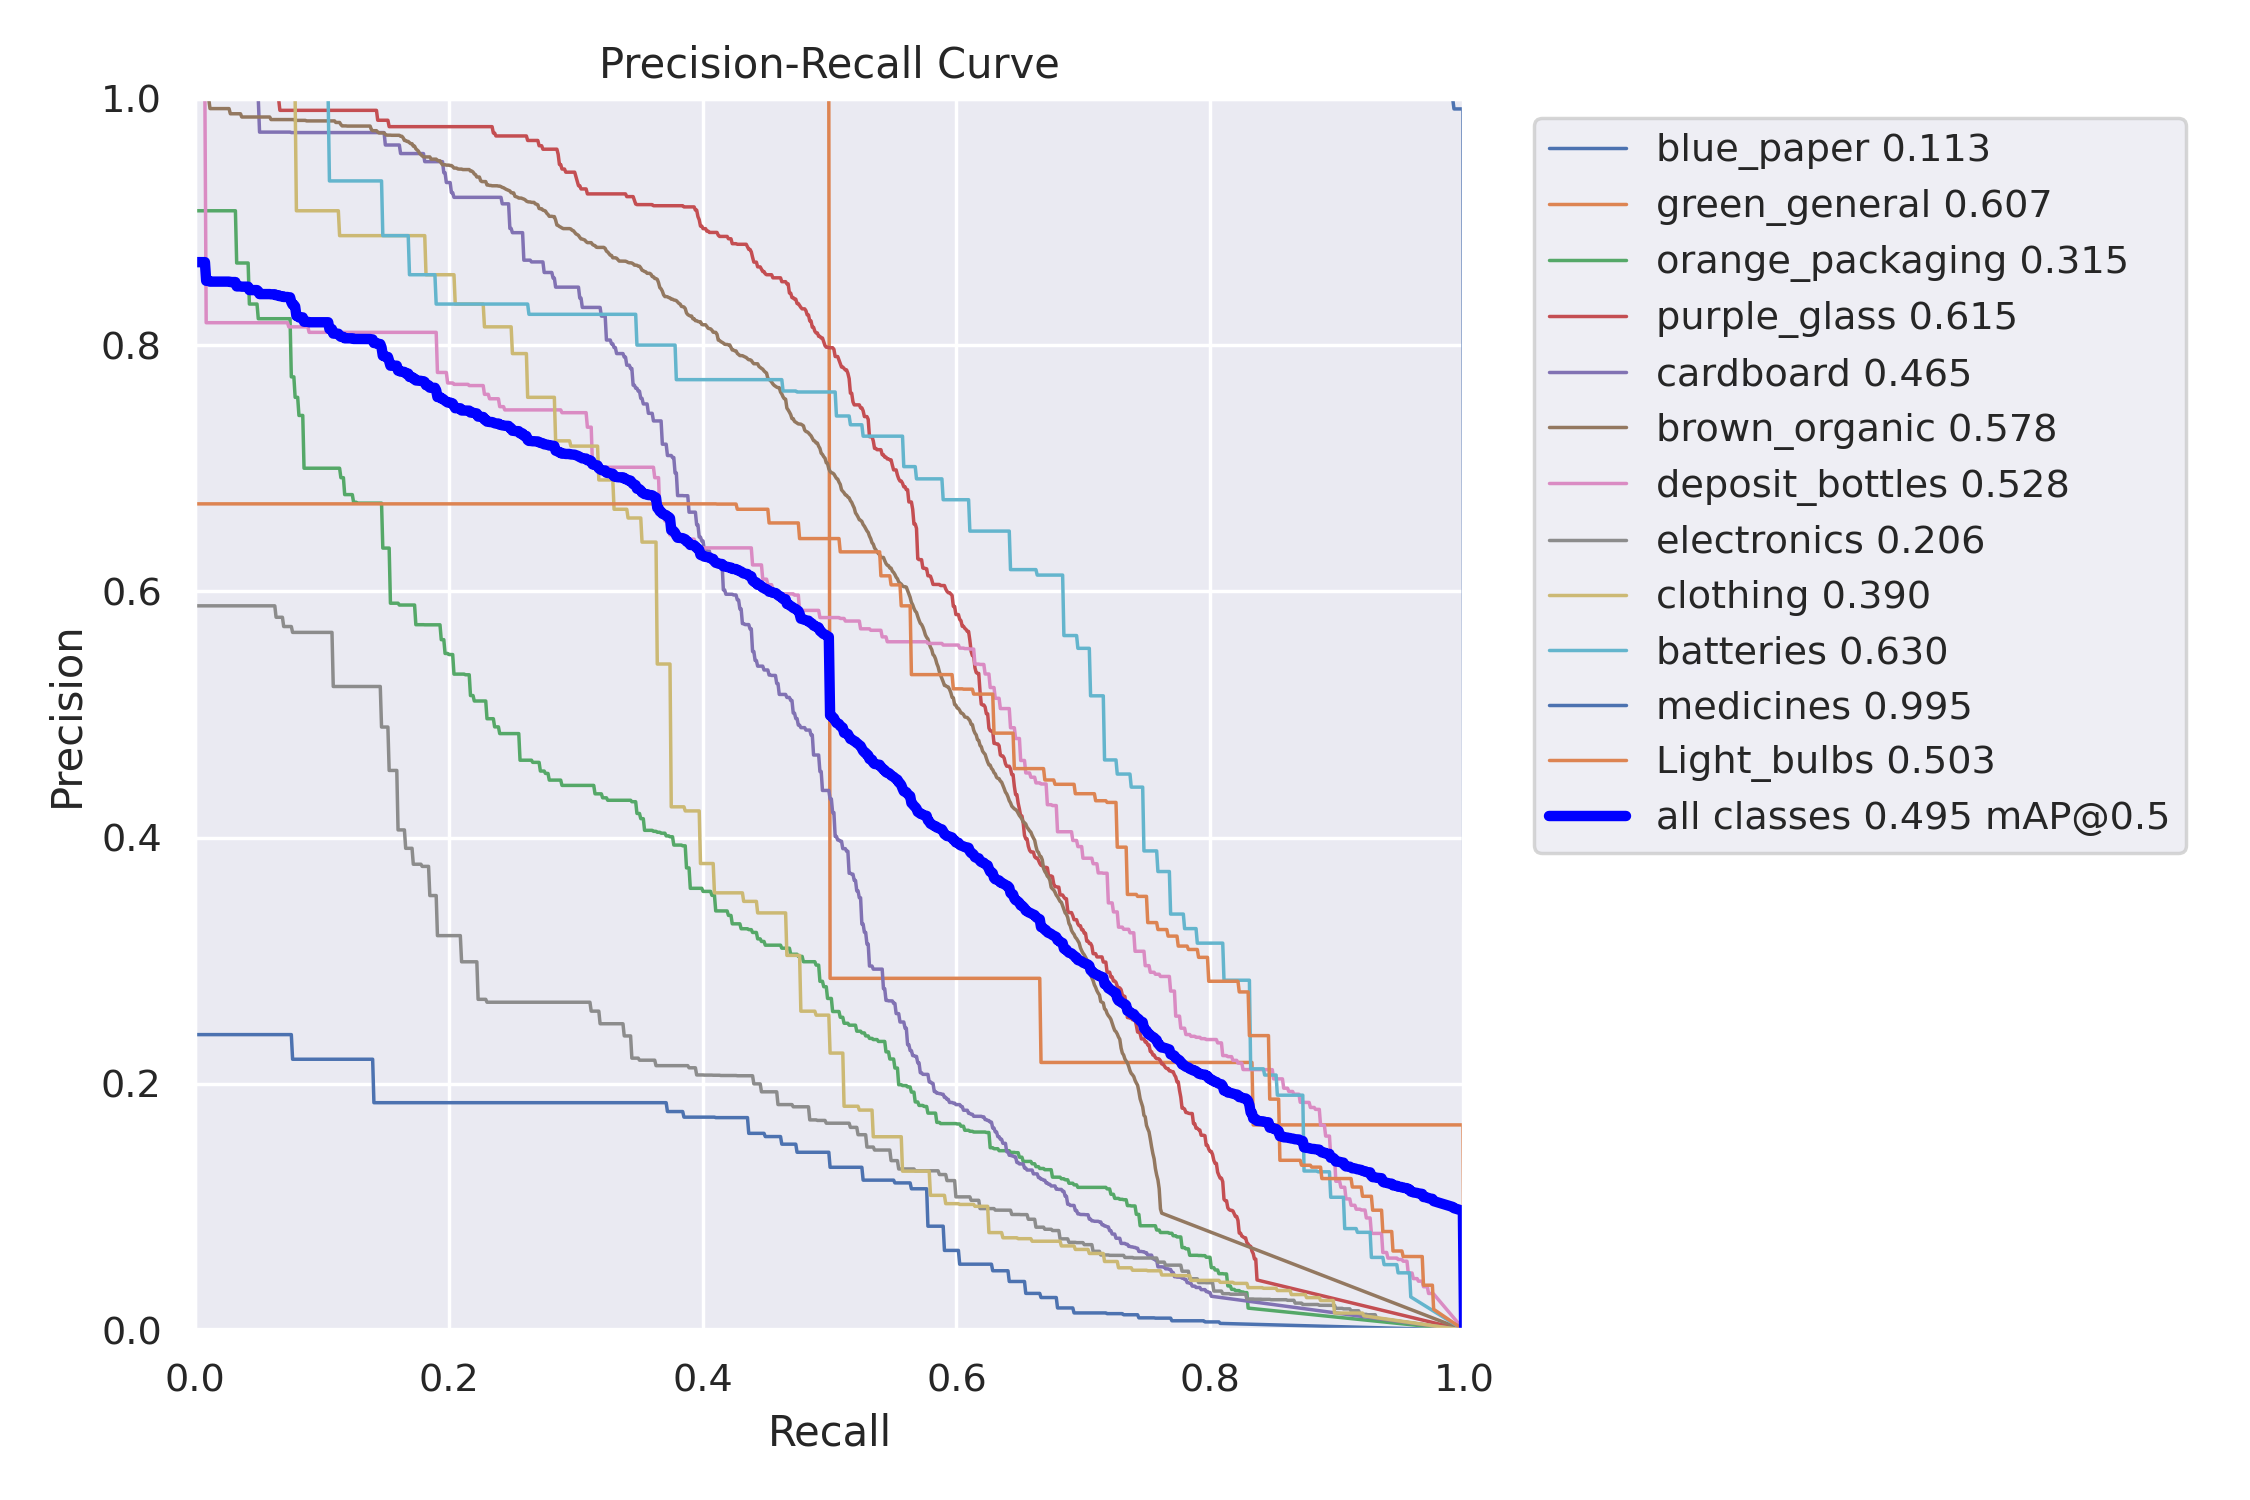 Precision-Recall Curve
1.0
0.8
0.6
0.4
0.2
0.0
Precision
0.0 0.2 0.4 0.6 0.8 1.0
Recall
blue_paper 0.113
green_general 0.607
orange_packaging 0.315
purple_glass 0.615
cardboard 0.465
brown_organic 0.578
deposit_bottles 0.528
electronics 0.206
clothing 0.390
batteries 0.630
medicines 0.995
Light_bulbs 0.503
all classes 0.495 mAP@0.5